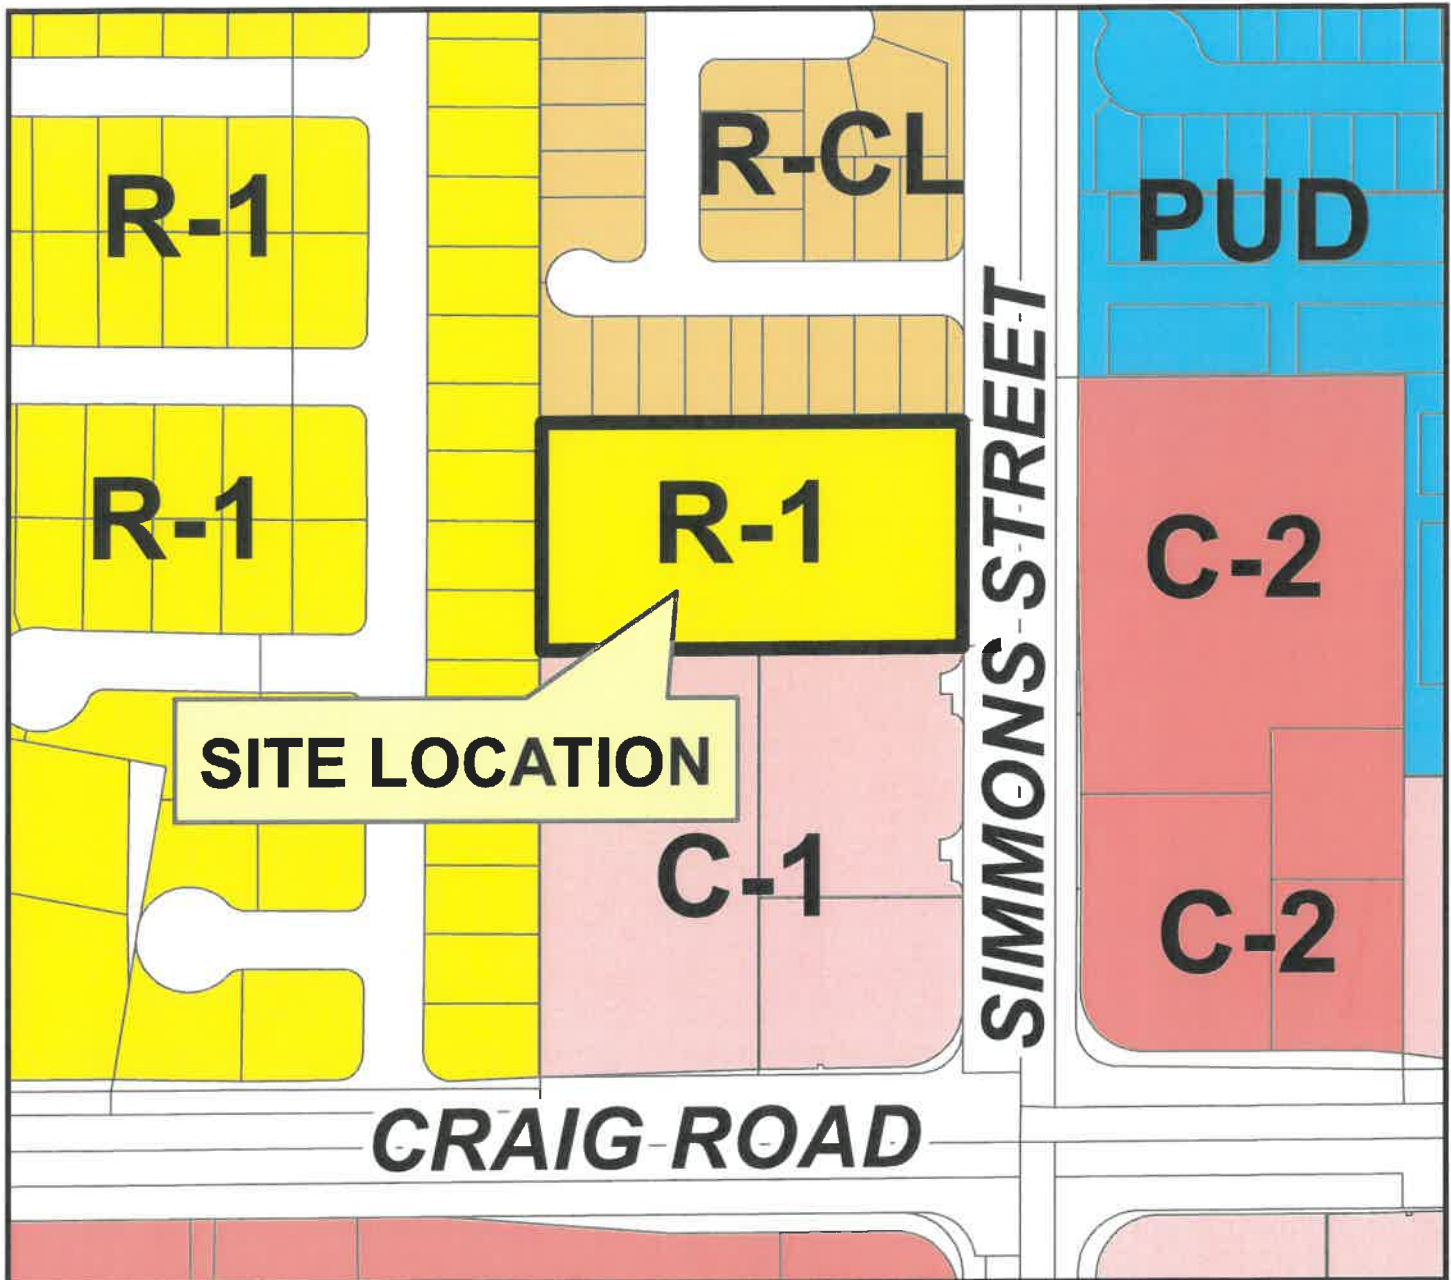 R-CL
R-1
PUD
SIMMONS STREET
R-1
R-1
C-2
SITE LOCATION
C-1
C-2
CRAIG ROAD